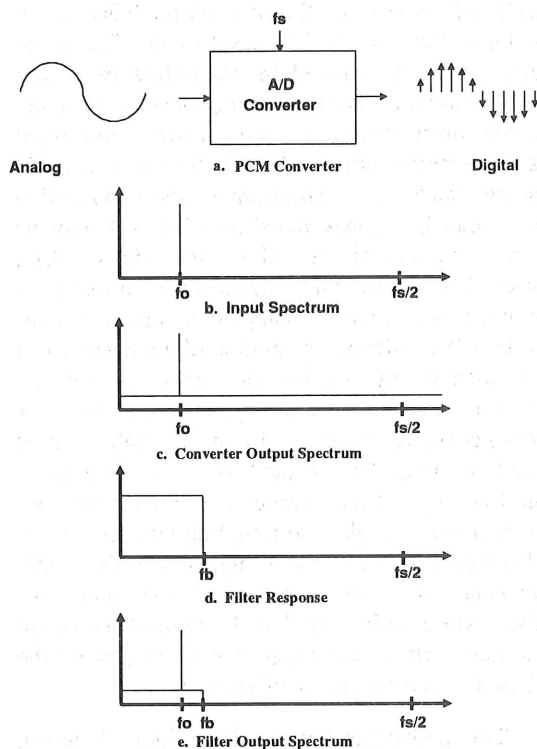 fs
A/D
Converter
Analog
a. PCM Converter
Digital
fo
fs/2
b. Input Spectrum
fo
fs/2
c. Converter Output Spectrum
fb
fs/2
d. Filter Response
fo
fb
fs/2
e. Filter Output Spectrum